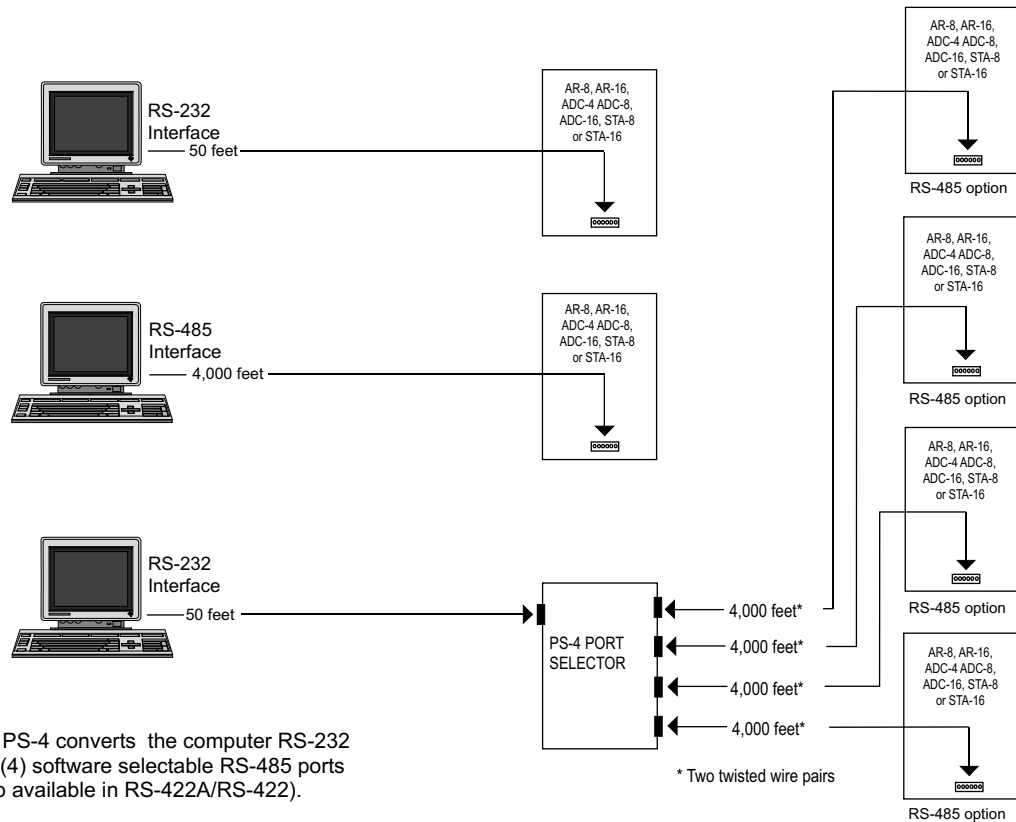 RS-232
Interface
50 feet
AR-8, AR-16,
ADC-4 ADC-8,
ADC-16, STA-8
or STA-16
RS-485
Interface
4,000 feet
AR-8, AR-16,
ADC-4 ADC-8,
ADC-16, STA-8
or STA-16
RS-232
Interface
50 feet
PS-4 PORT
SELECTOR
4,000 feet*
4,000 feet*
4,000 feet*
4,000 feet*
* Two twisted wire pairs
AR-8, AR-16,
ADC-4 ADC-8,
ADC-16, STA-8
or STA-16
RS-485 option
AR-8, AR-16,
ADC-4 ADC-8,
ADC-16, STA-8
or STA-16
RS-485 option
AR-8, AR-16,
ADC-4 ADC-8,
ADC-16, STA-8
or STA-16
RS-485 option
AR-8, AR-16,
ADC-4 ADC-8,
ADC-16, STA-8
or STA-16
RS-485 option
PS-4 converts the computer RS-232
(4) software selectable RS-485 ports
available in RS-422A/RS-422).